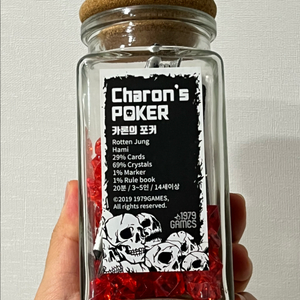 Charon's
POKER
카론의 포커
Rotten Jung
Hami
29% Cards
69% Crystals
1% Marker
1% Rule book
20분 / 3~5인 / 14세이상
©2019 1979GAMES,
All rights reserved.
1979
GAMES